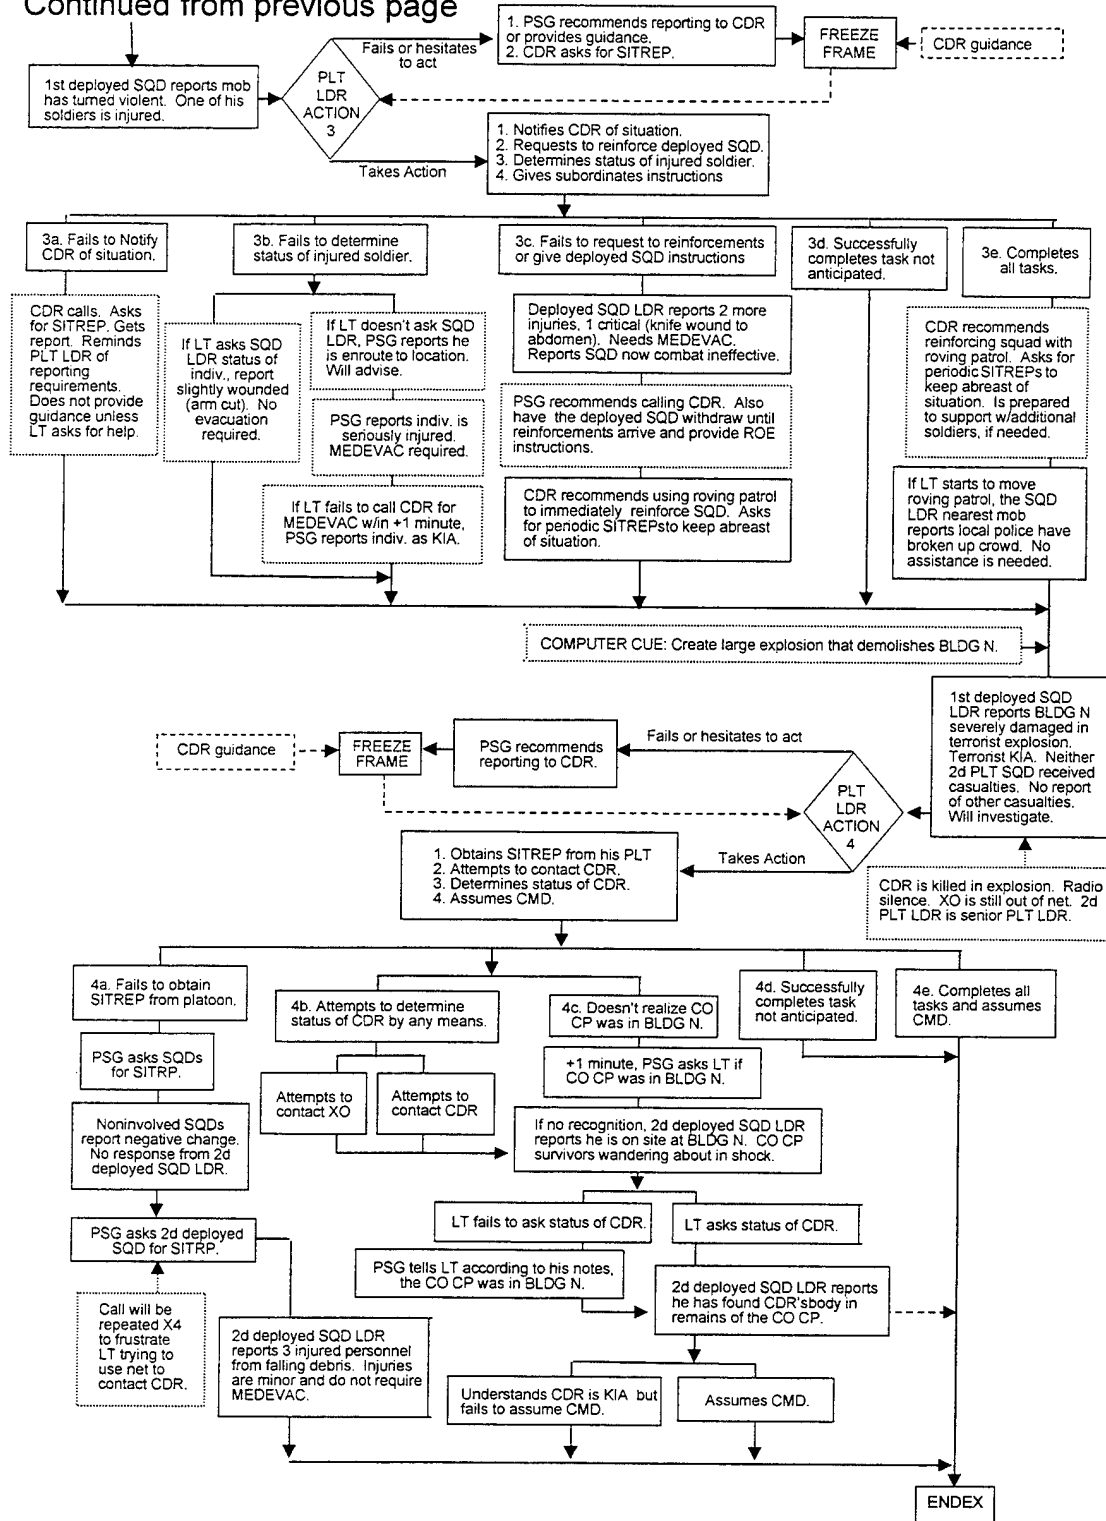 Continued from previous page
1. PSG recommends reporting to CDR
or provides guidance.
2. CDR asks for SITREP.
FREEZE
FRAME
CDR guidance
Fails or hesitates
to act
1st deployed SQD reports mob
has turned violent. One of his
soldiers is injured.
PLT
LDR
ACTION
3
Takes Action
1. Notifies CDR of situation.
2. Requests to reinforce deployed SQD.
3. Determines status of injured soldier.
4. Gives subordinates instructions
3a. Fails to Notify
CDR of situation.
3b. Fails to determine
status of injured soldier.
3c. Fails to request to reinforcements
or give deployed SQD instructions
3d. Successfully
completes task not
anticipated.
3e. Completes
all tasks.
CDR calls. Asks
for SITREP. Gets
report. Reminds
PLT LDR of
reporting
requirements.
Does not provide
guidance unless
LT asks for help.
If LT asks SQD
LDR status of
indiv., report
slightly wounded
(arm cut). No
evacuation
required.
If LT doesn't ask SQD
LDR, PSG reports he
is enroute to location.
Will advise.
PSG reports indiv. is
seriously injured.
MEDEVAC required.
If LT fails to call CDR for
MEDEVAC w/in +1 minute,
PSG reports indiv. as KIA.
Deployed SQD LDR reports 2 more
injuries, 1 critical (knife wound to
abdomen). Needs MEDEVAC.
Reports SQD now combat ineffective.
PSG recommends calling CDR. Also
have the deployed SQD withdraw until
reinforcements arrive and provide ROE
instructions.
CDR recommends using roving patrol
to immediately reinforce SQD. Asks
for periodic SITREPsto keep abreast
of situation.
CDR recommends
reinforcing squad with
roving patrol. Asks for
periodic SITREPs to
keep abreast of
situation. Is prepared
to support w/additional
soldiers, if needed.
If LT starts to move
roving patrol, the SQD
LDR nearest mob
reports local police have
broken up crowd. No
assistance is needed.
COMPUTER CUE: Create large explosion that demolishes BLDG N.
1st deployed SQD
LDR reports BLDG N
severely damaged in
terrorist explosion.
Terrorist KIA. Neither
2d PLT SQD received
casualties. No report
of other casualties.
Will investigate.
CDR guidance
FREEZE
FRAME
PSG recommends
reporting to CDR.
Fails or hesitates to act
PLT
LDR
ACTION
4
Takes Action
1. Obtains SITREP from his PLT
2. Attempts to contact CDR.
3. Determines status of CDR.
4. Assumes CMD.
CDR is killed in explosion. Radio
silence. XO is still out of net. 2d
PLT LDR is senior PLT LDR.
4a. Fails to obtain
SITREP from platoon.
4b. Attempts to determine
status of CDR by any means.
4c. Doesn't realize CO
CP was in BLDG N.
4d. Successfully
completes task
not anticipated.
4e. Completes all
tasks and assumes
CMD.
PSG asks SQDs
for SITRP.
Attempts to
contact XO
Attempts to
contact CDR
+1 minute, PSG asks LT if
CO CP was in BLDG N.
Noninvolved SQDs
report negative change.
No response from 2d
deployed SQD LDR.
If no recognition, 2d deployed SQD LDR
reports he is on site at BLDG N. CO CP
survivors wandering about in shock.
PSG asks 2d deployed
SQD for SITRP.
LT fails to ask status of CDR.
LT asks status of CDR.
PSG tells LT according to his notes,
the CO CP was in BLDG N.
2d deployed SQD LDR reports
he has found CDR'sbody in
remains of the CO CP.
Call will be
repeated X4
to frustrate
LT trying to
use net to
contact CDR.
2d deployed SQD LDR
reports 3 injured personnel
from falling debris. Injuries
are minor and do not require
MEDEVAC.
Understands CDR is KIA but
fails to assume CMD.
Assumes CMD.
ENDEX